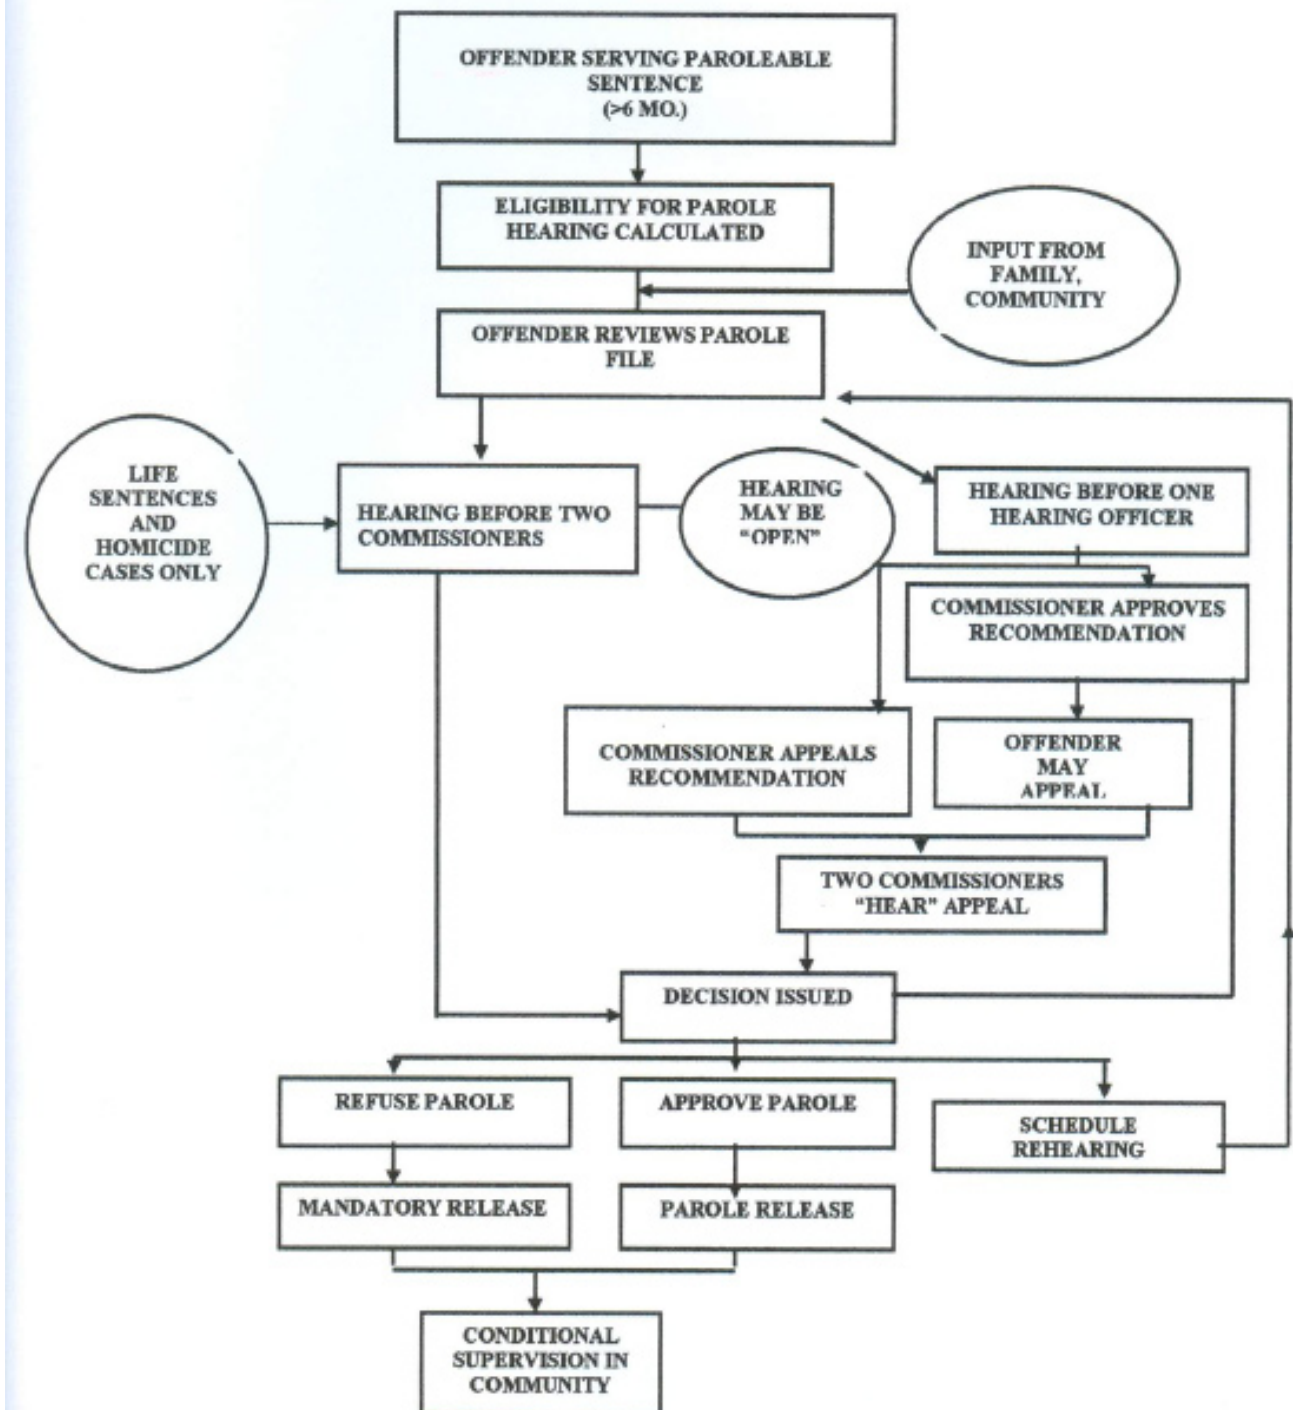 OFFENDER SERVING PAROLEABLE
SENTENCE
(>6 MO.)
ELIGIBILITY FOR PAROLE
HEARING CALCULATED
INPUT FROM
FAMILY,
COMMUNITY
OFFENDER REVIEWS PAROLE
FILE
LIFE
SENTENCES
AND
HOMICIDE
CASES ONLY
HEARING BEFORE TWO
COMMISSIONERS
HEARING
MAY BE
“OPEN”
HEARING BEFORE ONE
HEARING OFFICER
COMMISSIONER APPROVES
RECOMMENDATION
COMMISSIONER APPEALS
RECOMMENDATION
OFFENDER
MAY
APPEAL
TWO COMMISSIONERS
“HEAR” APPEAL
DECISION ISSUED
REFUSE PAROLE
APPROVE PAROLE
SCHEDULE
REHEARING
MANDATORY RELEASE
PAROLE RELEASE
CONDITIONAL
SUPERVISION IN
COMMUNITY